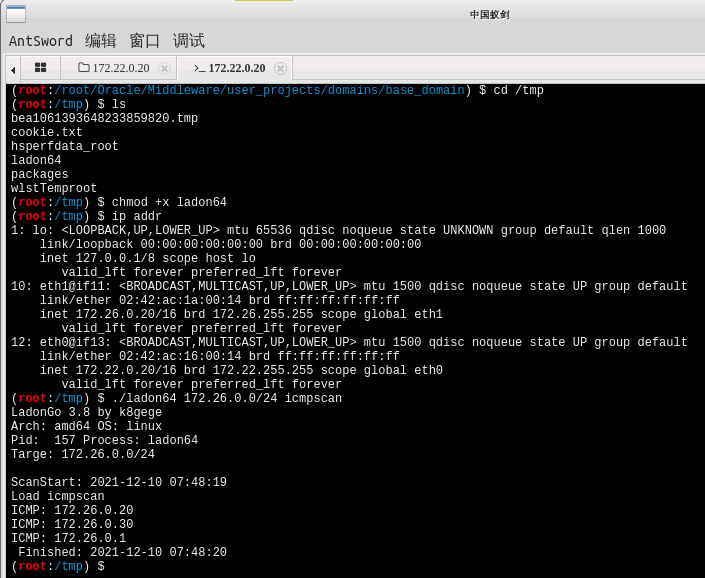 中国蚁剑
AntSword 编辑 窗口 调试
172.22.0.20 >_ 172.22.0.20
(root:/root/Oracle/Middleware/user_projects/domains/base_domain) $ cd /tmp
(root:/tmp) $ ls
bea1061393648233859820.tmp
cookie.txt
hsperfdata_root
ladon64
packages
wlstTemproot
(root:/tmp) $ chmod +x ladon64
(root:/tmp) $ ip addr
1: lo: <LOOPBACK,UP,LOWER_UP> mtu 65536 qdisc noqueue state UNKNOWN group default qlen 1000
    link/loopback 00:00:00:00:00:00 brd 00:00:00:00:00:00
    inet 127.0.0.1/8 scope host lo
       valid_lft forever preferred_lft forever
10: eth1@if11: <BROADCAST,MULTICAST,UP,LOWER_UP> mtu 1500 qdisc noqueue state UP group default
    link/ether 02:42:ac:1a:00:14 brd ff:ff:ff:ff:ff:ff
    inet 172.26.0.20/16 brd 172.26.255.255 scope global eth1
       valid_lft forever preferred_lft forever
12: eth0@if13: <BROADCAST,MULTICAST,UP,LOWER_UP> mtu 1500 qdisc noqueue state UP group default
    link/ether 02:42:ac:16:00:14 brd ff:ff:ff:ff:ff:ff
    inet 172.22.0.20/16 brd 172.22.255.255 scope global eth0
       valid_lft forever preferred_lft forever
(root:/tmp) $ ./ladon64 172.26.0.0/24 icmpscan
LadonGo 3.8 by k8gege
Arch: amd64 OS: linux
Pid:  157 Process: ladon64
Targe: 172.26.0.0/24
ScanStart: 2021-12-10 07:48:19
Load icmpscan
ICMP: 172.26.0.20
ICMP: 172.26.0.30
ICMP: 172.26.0.1
 Finished: 2021-12-10 07:48:20
(root:/tmp) $